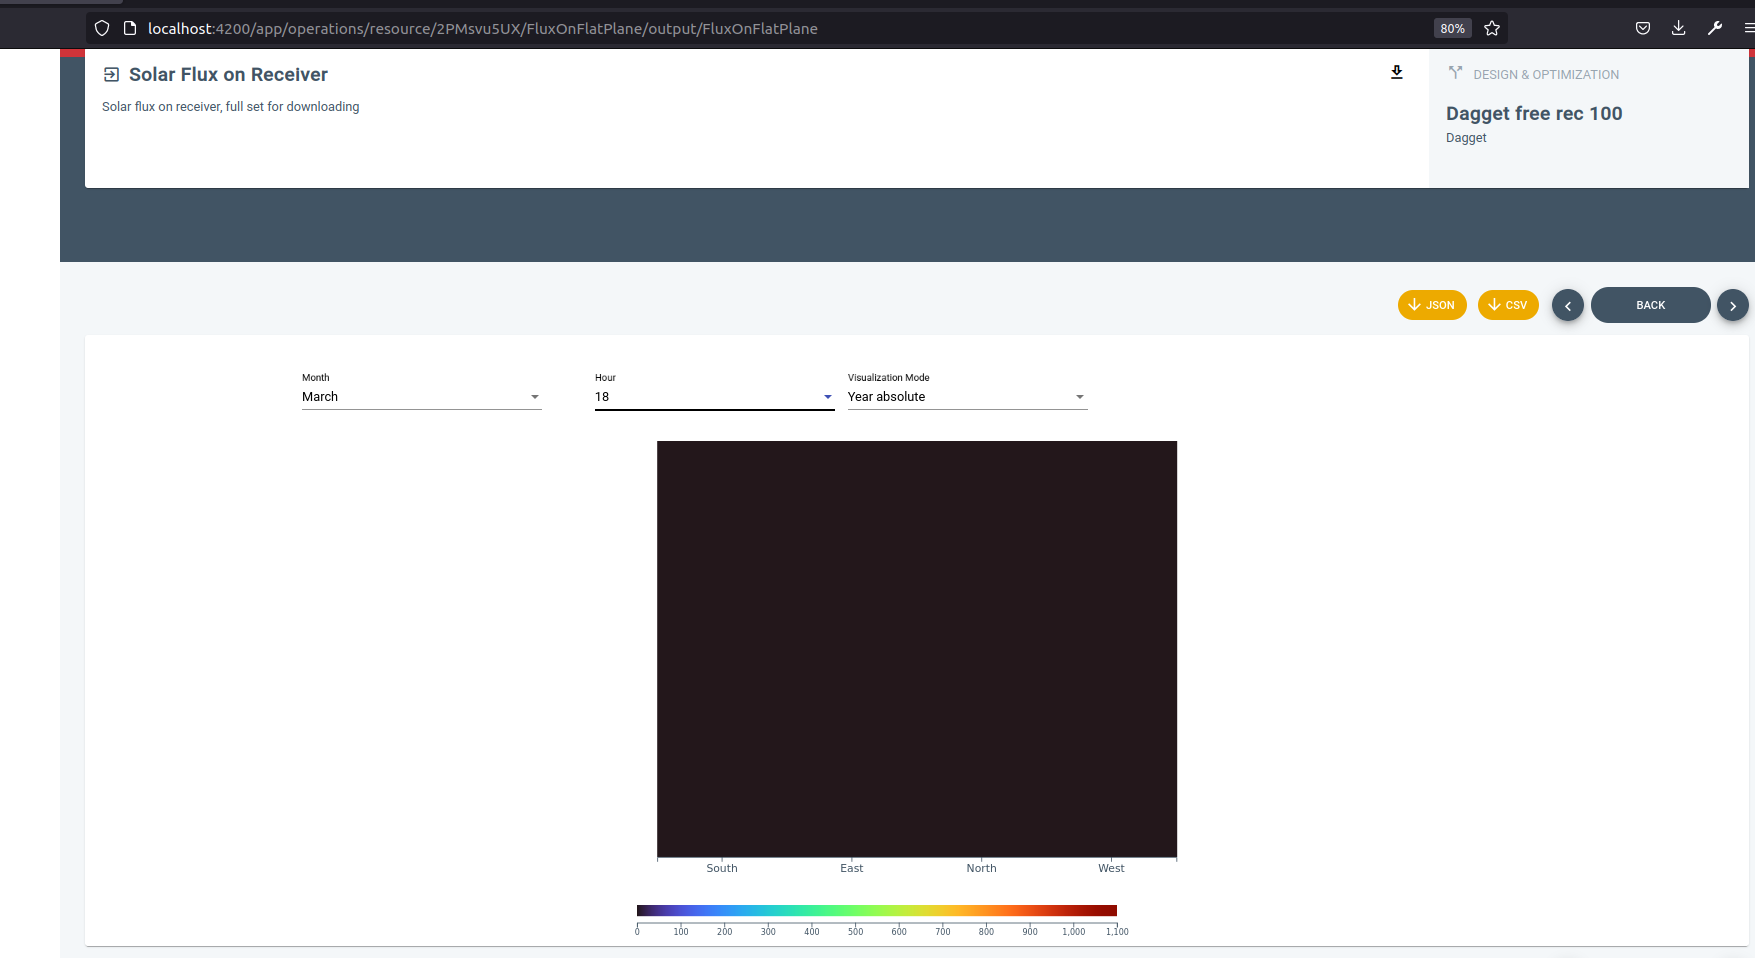 localhost:4200/app/operations/resource/2PMsvu5UX/FluxOnFlatPlane/output/FluxOnFlatPlane
80%
Solar Flux on Receiver
Solar flux on receiver, full set for downloading
DESIGN & OPTIMIZATION
Dagget free rec 100
Dagget
JSON
CSV
BACK
Month
Hour
Visualization Mode
March
18
Year absolute
South
East
North
West
0 100 200 300 400 500 600 700 800 900 1,000 1,100